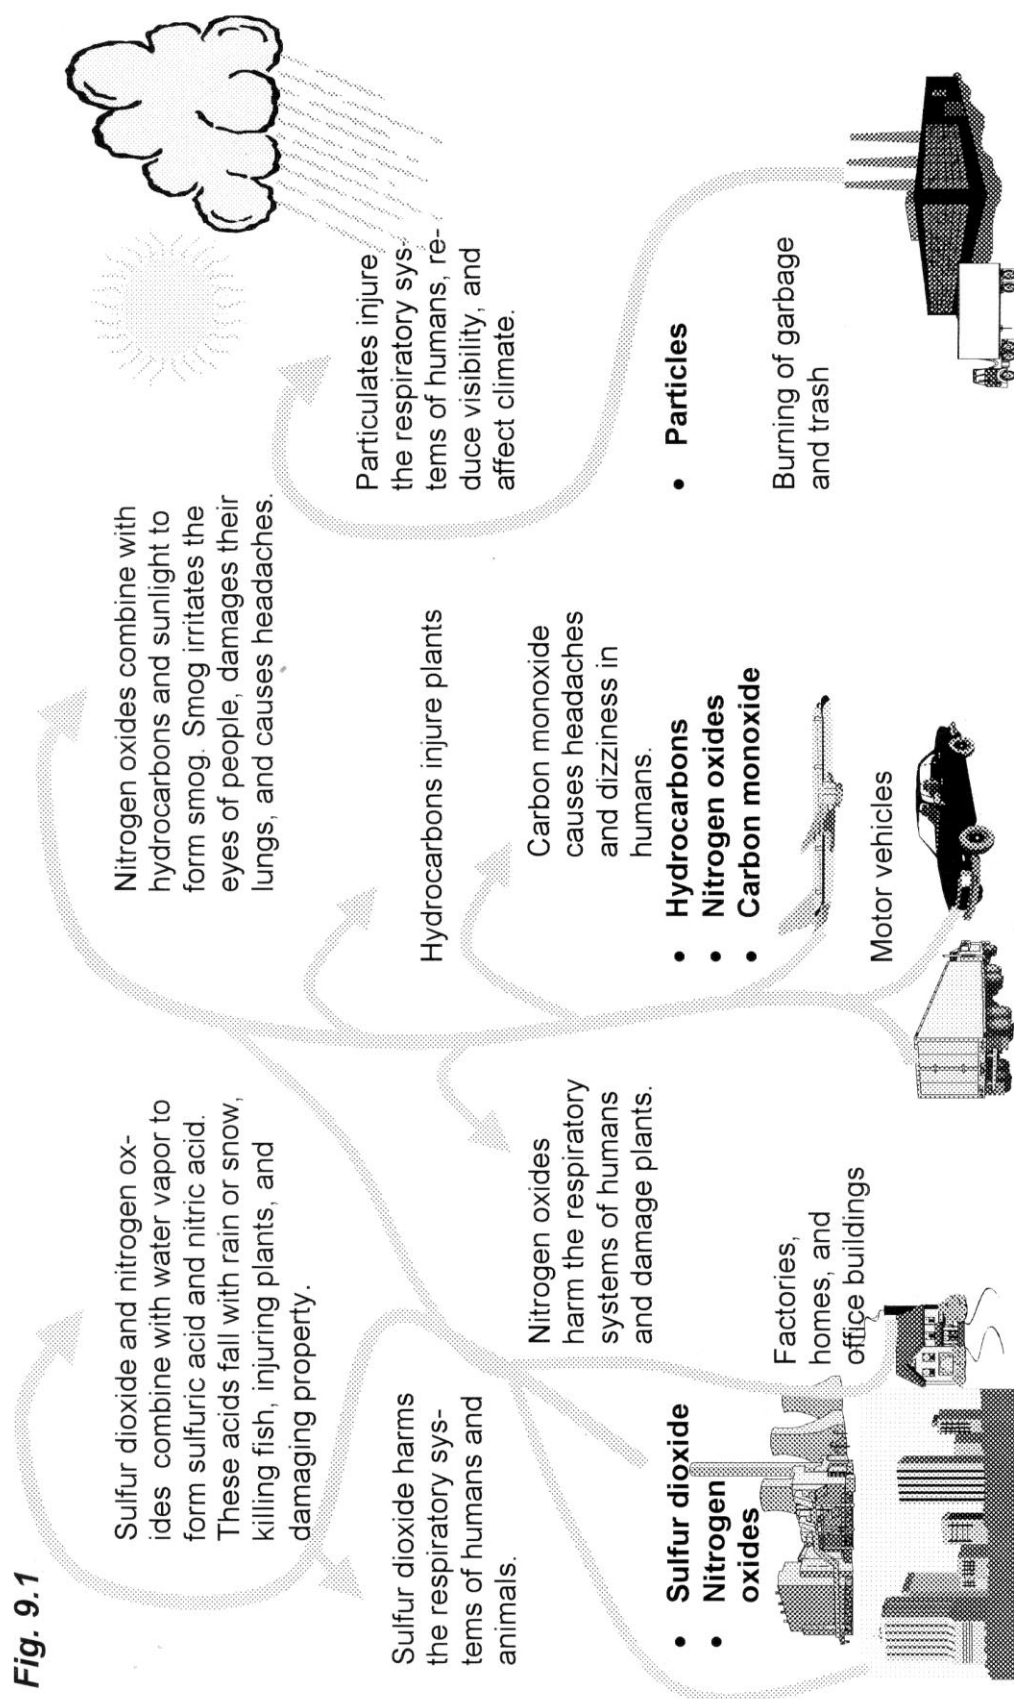 Fig. 9.1
Sulfur dioxide and nitrogen ox-
ides combine with water vapor to
form sulfuric acid and nitric acid.
These acids fall with rain or snow,
killing fish, injuring plants, and
damaging property.
Nitrogen oxides combine with
hydrocarbons and sunlight to
form smog. Smog irritates the
eyes of people, damages their
lungs, and causes headaches.
Sulfur dioxide harms
the respiratory sys-
tems of humans and
animals.
Nitrogen oxides
harm the respiratory
systems of humans
and damage plants.
Hydrocarbons injure plants
Carbon monoxide
causes headaches
and dizziness in
humans.
Particulates injure
the respiratory sys-
tems of humans, re-
duce visibility, and
affect climate.
• Sulfur dioxide
• Nitrogen
oxides
• Hydrocarbons
• Nitrogen oxides
• Carbon monoxide
• Particles
Factories,
homes, and
office buildings
Motor vehicles
Burning of garbage
and trash